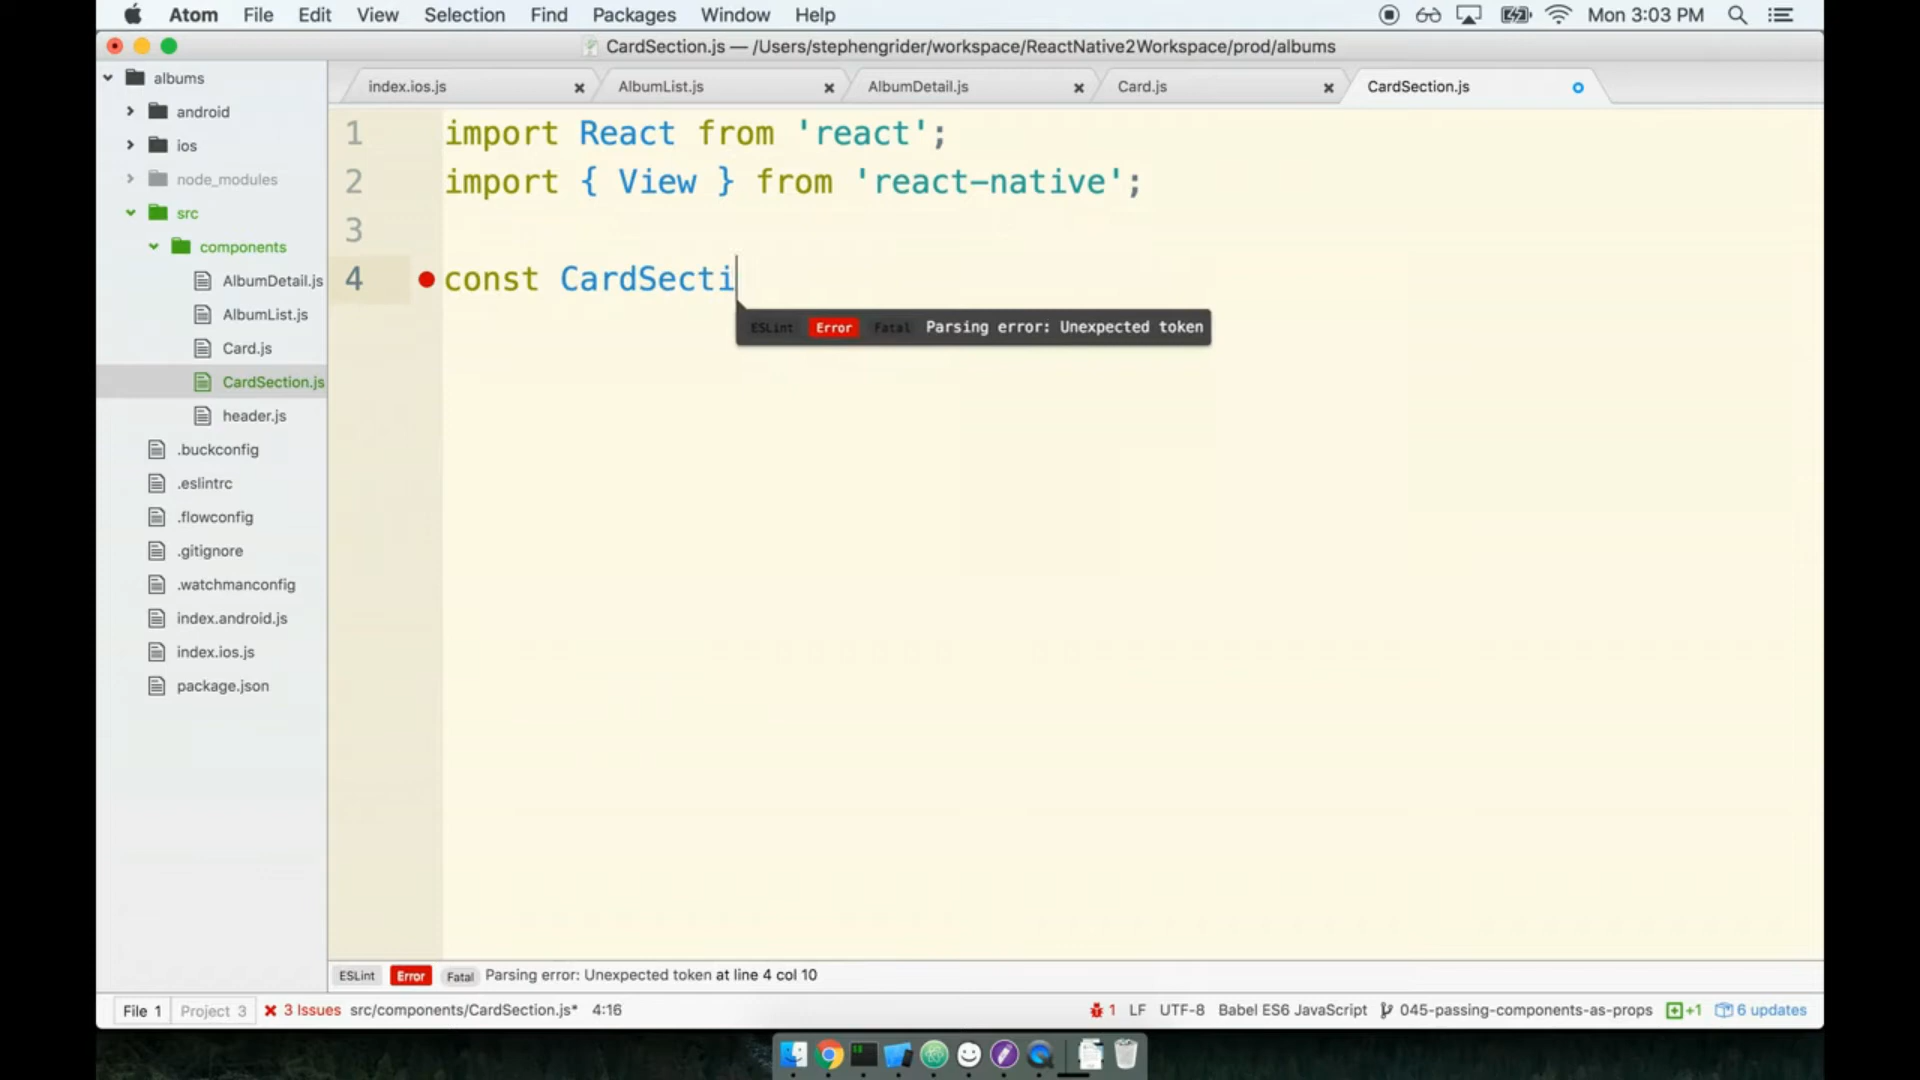 Atom File Edit View Selection Find Packages Window Help Mon 3:03 PM
CardSection.js — /Users/stephengrider/workspace/ReactNative2Workspace/prod/albums
albums
android
ios
node_modules
src
components
AlbumDetail.js
AlbumList.js
Card.js
CardSection.js
header.js
.buckconfig
.eslintrc
.flowconfig
.gitignore
.watchmanconfig
index.android.js
index.ios.js
package.json
index.ios.js AlbumList.js AlbumDetail.js Card.js CardSection.js
1 import React from 'react';
2 import { View } from 'react-native';
3
4 const CardSecti
ESLint Error Fatal Parsing error: Unexpected token
ESLint Error Fatal Parsing error: Unexpected token at line 4 col 10
File 1 Project 3 3 Issues src/components/CardSection.js* 4:16 1 LF UTF-8 Babel ES6 JavaScript 045-passing-components-as-props +1 6 updates